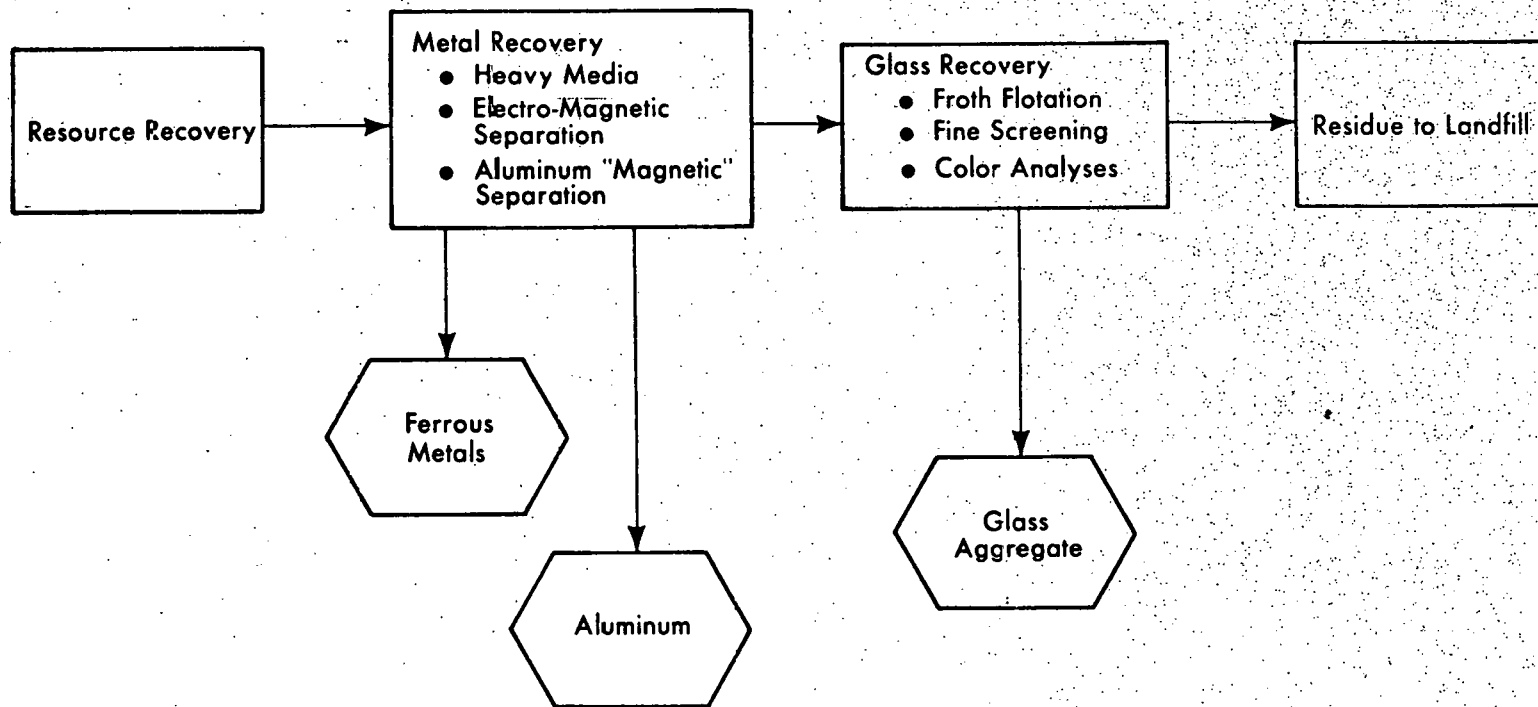 Resource Recovery
Metal Recovery
● Heavy Media
● Electro-Magnetic
Separation
● Aluminum "Magnetic"
Separation
Glass Recovery
● Froth Flotation
● Fine Screening
● Color Analyses
Residue to Landfill
Ferrous
Metals
Aluminum
Glass
Aggregate